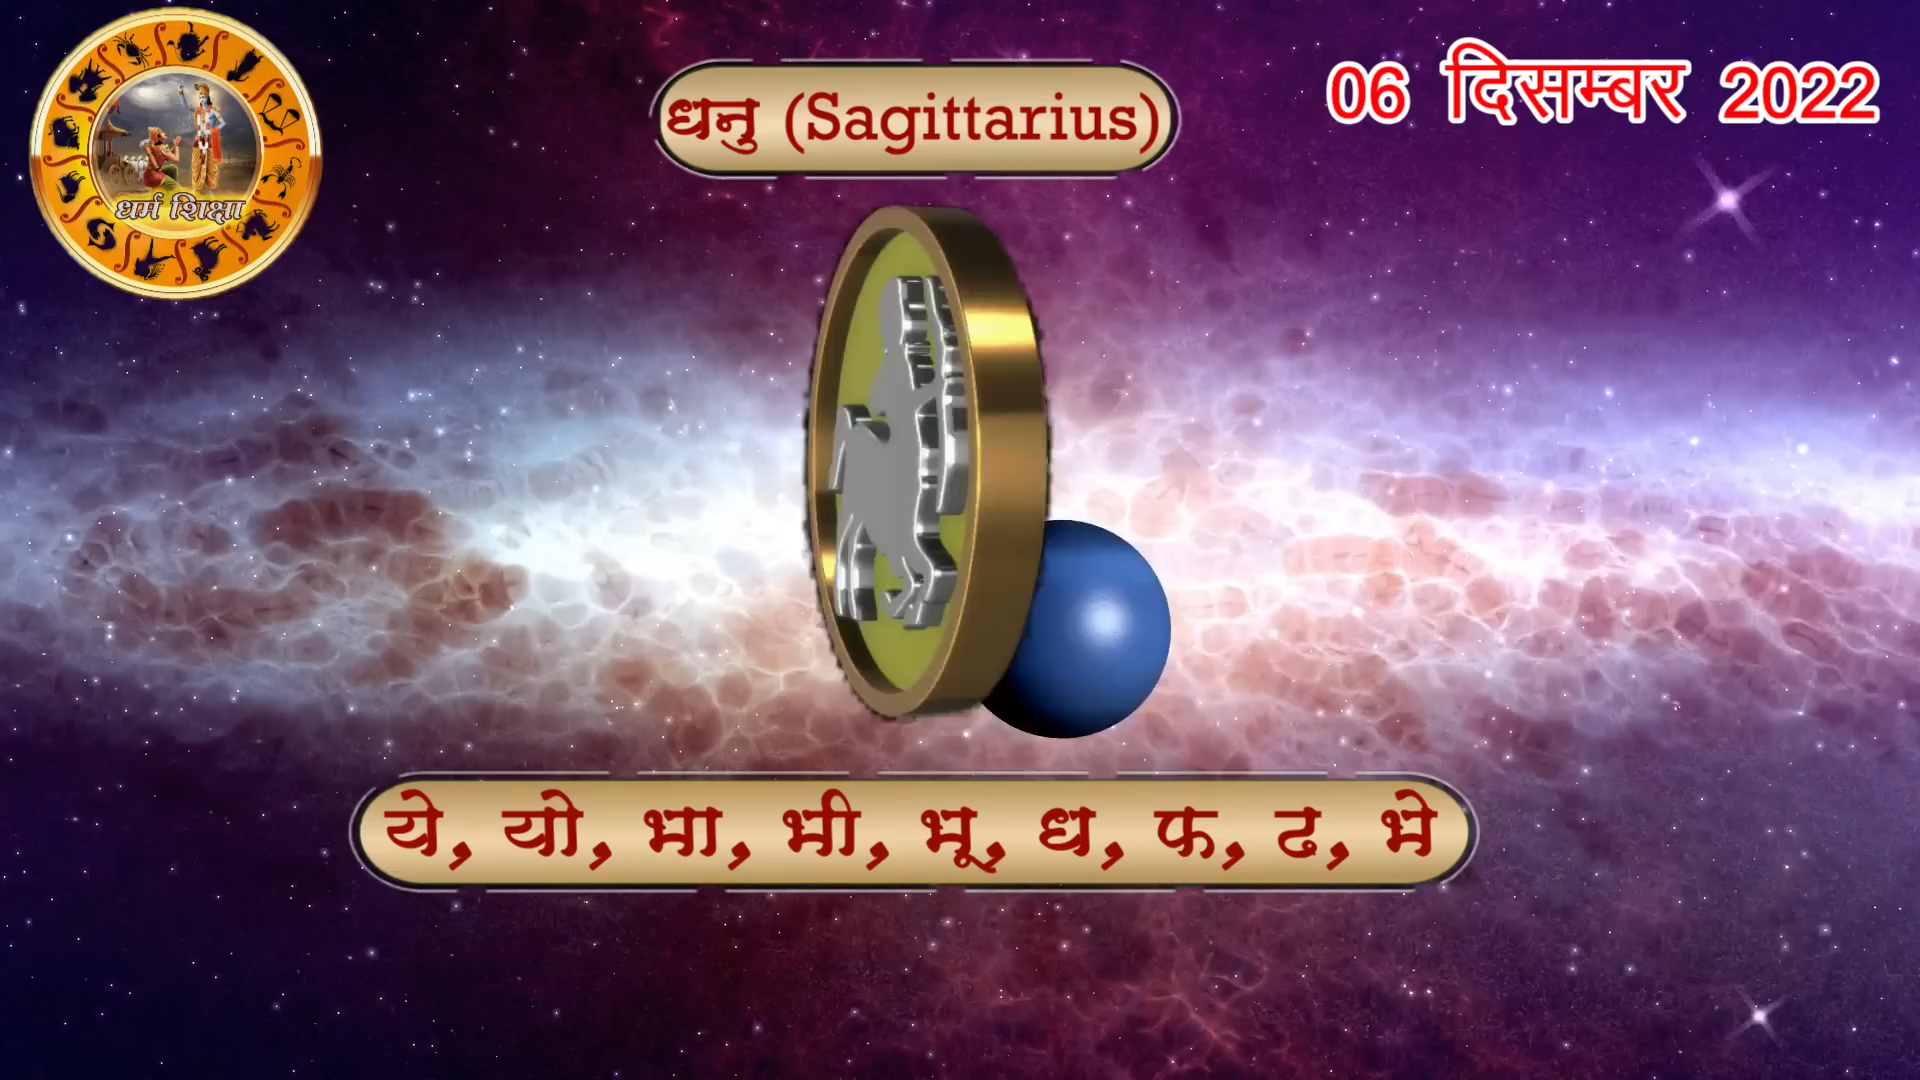 धर्म शिक्षा
धनु (Sagittarius)
06 दिसम्बर 2022
ये, यो, भा, भी, भू, ध, फ, ढ, भे